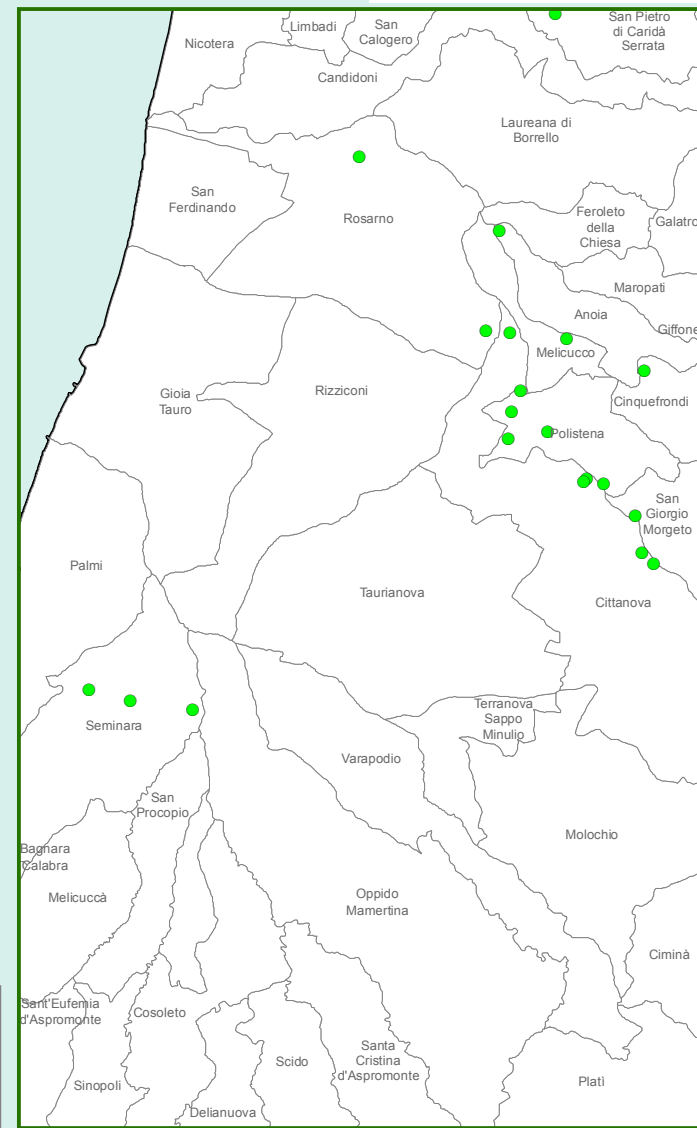 Limbadi
San
Calogero
San Pietro
di Caridà
Serrata
Nicotera
Candidoni
Laureana di
Borrello
San
Ferdinando
Rosarno
Feroleto
della
Chiesa
Galatro
Maropati
Anoia
Giffone
Melicucco
Gioia
Tauro
Rizziconi
Cinquefrondi
Polistena
San
Giorgio
Morgeto
Palmi
Taurianova
Cittanova
Seminara
Terranova
Sappo
Minulio
Varapodio
San
Procopio
Molochio
Bagnara
Calabra
Melicuccà
Oppido
Mamertina
Ciminà
Sant'Eufemia
d'Aspromonte
Cosoleto
Scido
Santa
Cristina
d'Aspromonte
Sinopoli
Delianuova
Platì